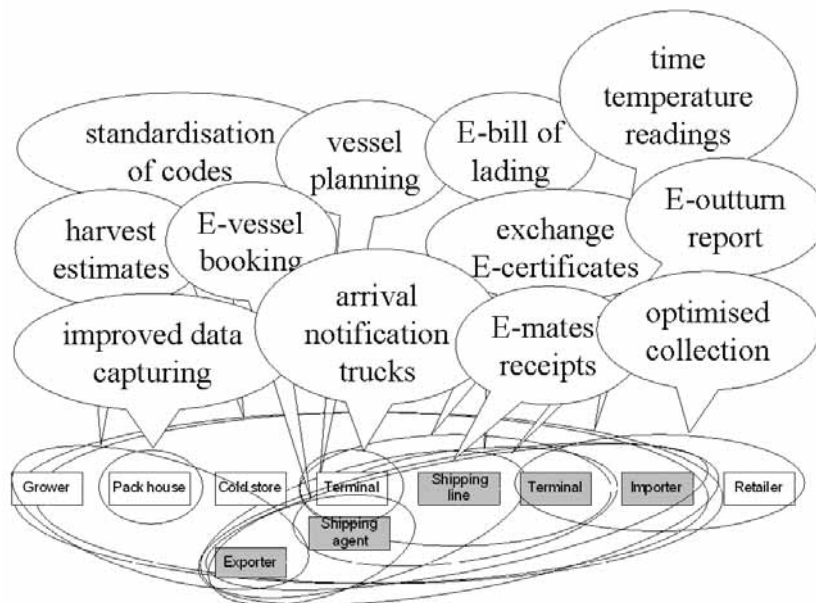 time
temperature
readings
standardisation
of codes
vessel
planning
E-bill of
lading
E-outturn
report
harvest
estimates
E-vessel
booking
exchange
E-certificates
improved data
capturing
arrival
notification
trucks
E-mates
receipts
optimised
collection
Grower
Pack house
Cold store
Terminal
Shipping
line
Terminal
Importer
Retailer
Shipping
agent
Exporter